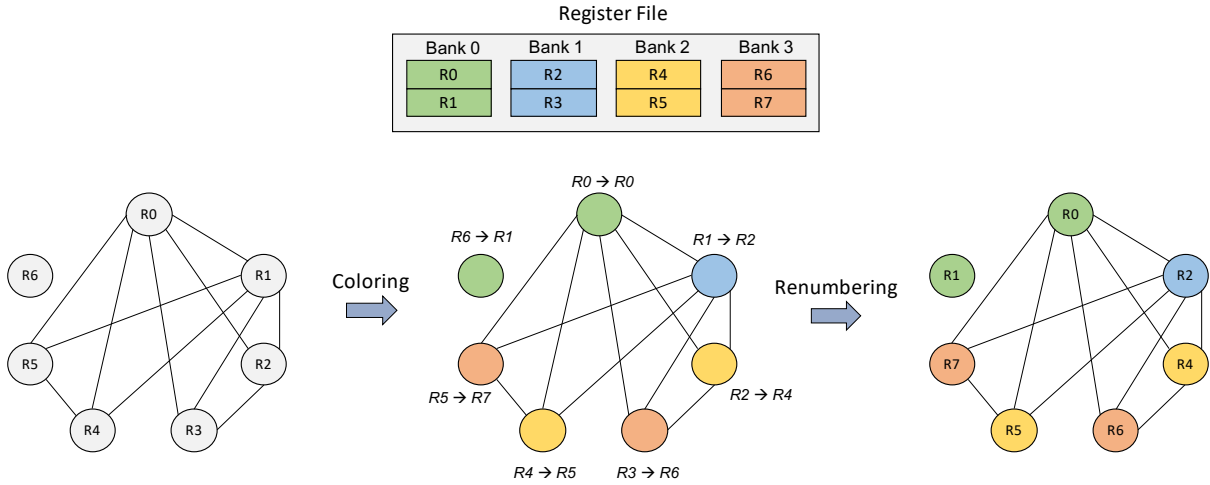 Register File
Bank 0 Bank 1 Bank 2 Bank 3
R0 R2 R4 R6
R1 R3 R5 R7
R0
R6
R1
R5
R2
R4
R3
Coloring
R0 → R0
R6 → R1
R1 → R2
R5 → R7
R2 → R4
R4 → R5
R3 → R6
Renumbering
R0
R1
R2
R7
R4
R5
R6